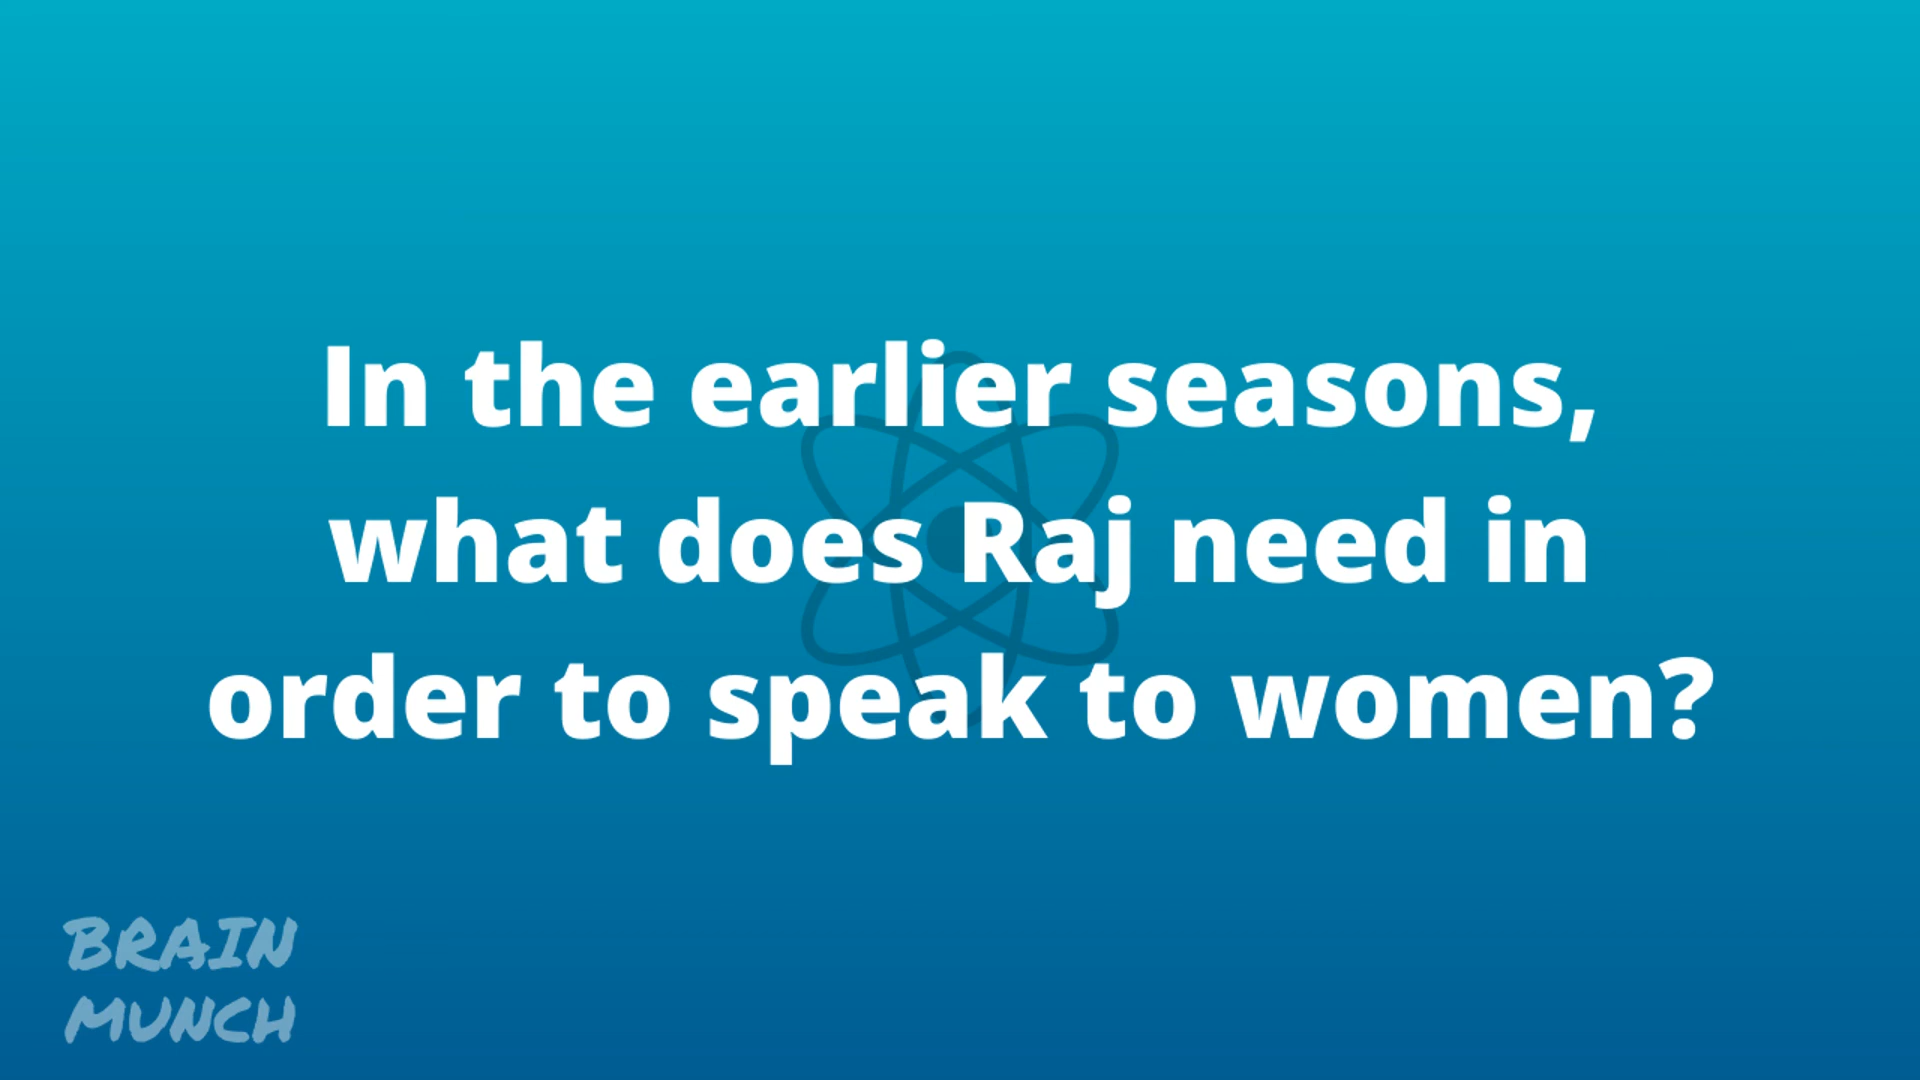 In the earlier seasons,
what does Raj need in
order to speak to women?
BRAIN
MUNCH